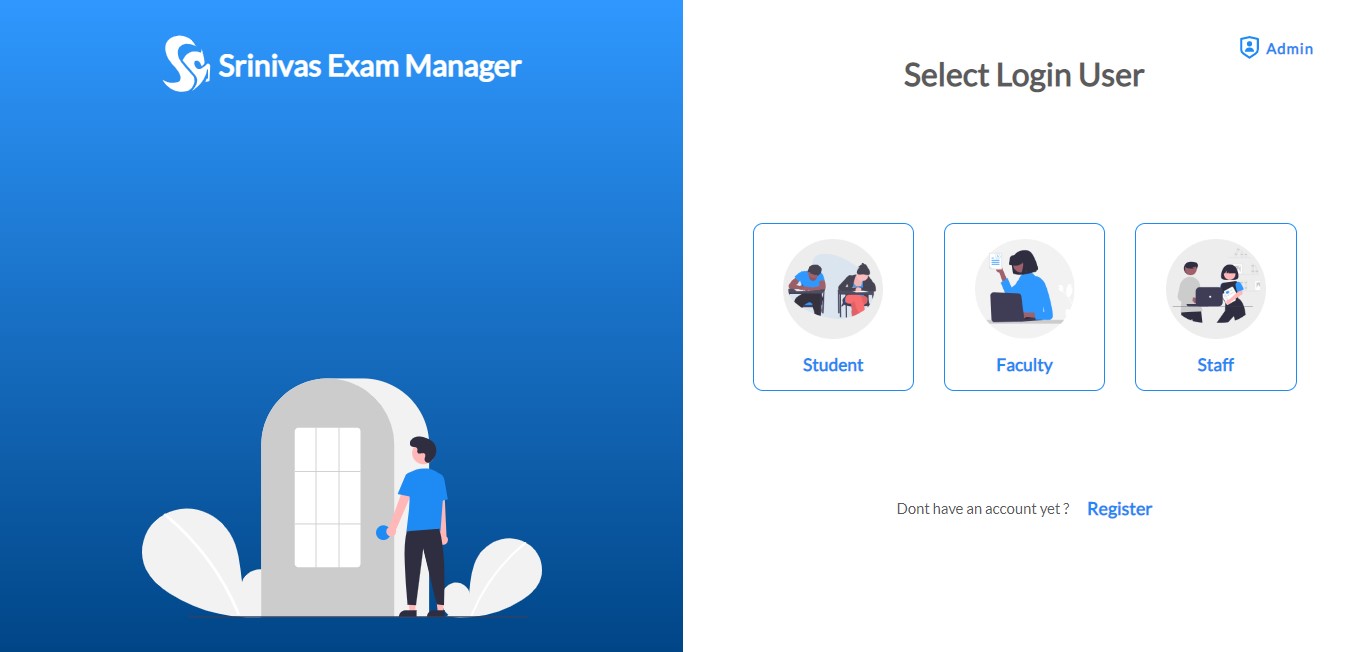 Srinivas Exam Manager
Admin
Select Login User
Student
Faculty
Staff
Dont have an account yet ? Register